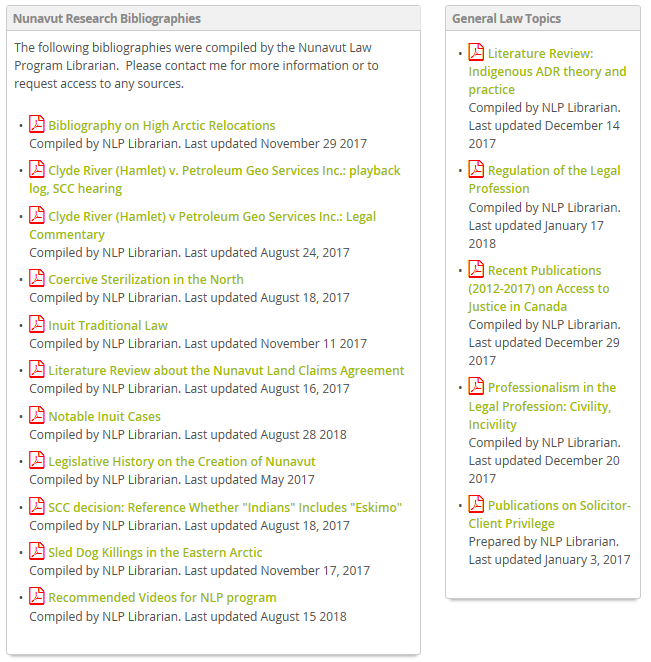 Nunavut Research Bibliographies
The following bibliographies were compiled by the Nunavut Law
Program Librarian.  Please contact me for more information or to
request access to any sources.
Bibliography on High Arctic Relocations
Compiled by NLP Librarian. Last updated November 29 2017
Clyde River (Hamlet) v. Petroleum Geo Services Inc.: playback
log, SCC hearing
Clyde River (Hamlet) v Petroleum Geo Services Inc.: Legal
Commentary
Compiled by NLP Librarian. Last updated August 24, 2017
Coercive Sterilization in the North
Compiled by NLP Librarian. Last updated August 18, 2017
Inuit Traditional Law
Compiled by NLP Librarian. Last updated November 11 2017
Literature Review about the Nunavut Land Claims Agreement
Compiled by NLP Librarian. Last updated August 16, 2017
Notable Inuit Cases
Compiled by NLP Librarian. Last updated August 28 2018
Legislative History on the Creation of Nunavut
Compiled by NLP Librarian. Last updated May 2017
SCC decision: Reference Whether "Indians" Includes "Eskimo"
Compiled by NLP Librarian. Last updated August 18, 2017
Sled Dog Killings in the Eastern Arctic
Compiled by NLP Librarian. Last updated November 17, 2017
Recommended Videos for NLP program
Compiled by NLP Librarian. Last updated August 15 2018
General Law Topics
Literature Review:
Indigenous ADR theory and
practice
Compiled by NLP Librarian.
Last updated December 14
2017
Regulation of the Legal
Profession
Compiled by NLP Librarian.
Last updated January 17
2018
Recent Publications
(2012-2017) on Access to
Justice in Canada
Compiled by NLP Librarian.
Last updated December 29
2017
Professionalism in the
Legal Profession: Civility,
Incivility
Compiled by NLP Librarian.
Last updated December 20
2017
Publications on Solicitor-
Client Privilege
Prepared by NLP Librarian.
Last updated January 3, 2017